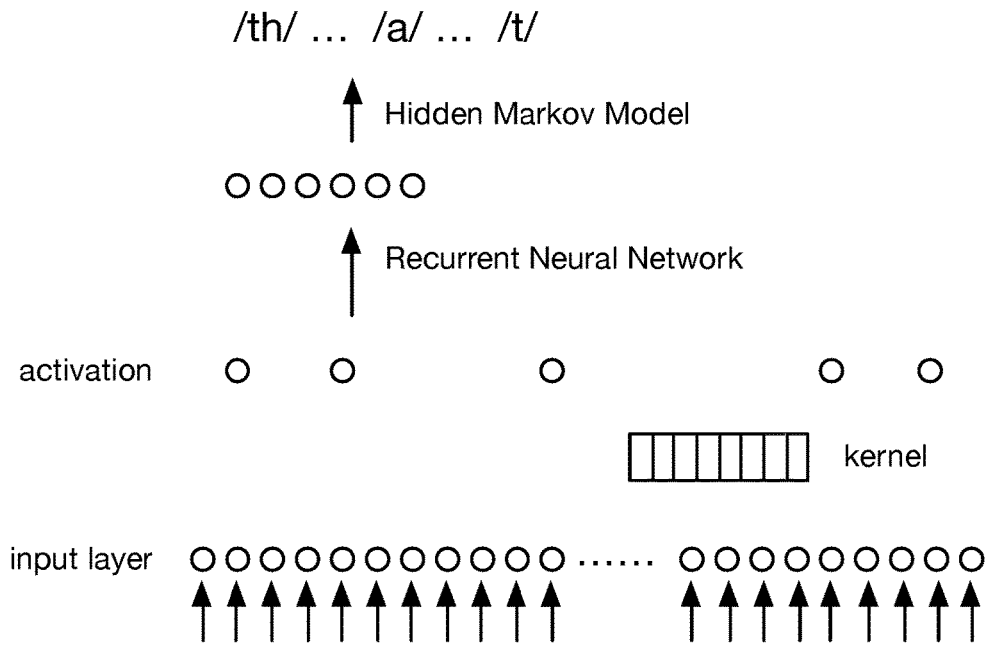 /th/ ... /a/ ... /t/
Hidden Markov Model
Recurrent Neural Network
activation
kernel
input layer ......